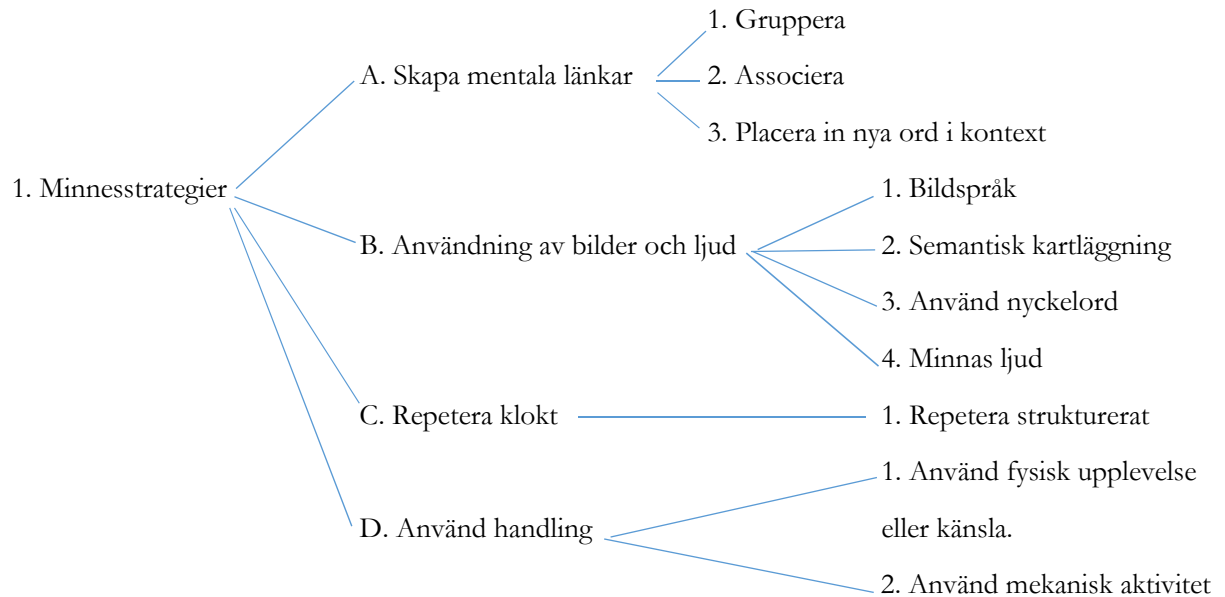 1. Minnesstrategier
A. Skapa mentala länkar
1. Gruppera
2. Associera
3. Placera in nya ord i kontext
B. Användning av bilder och ljud
1. Bildspråk
2. Semantisk kartläggning
3. Använd nyckelord
4. Minnas ljud
C. Repetera klokt
1. Repetera strukturerat
D. Använd handling
1. Använd fysisk upplevelse
eller känsla.
2. Använd mekanisk aktivitet